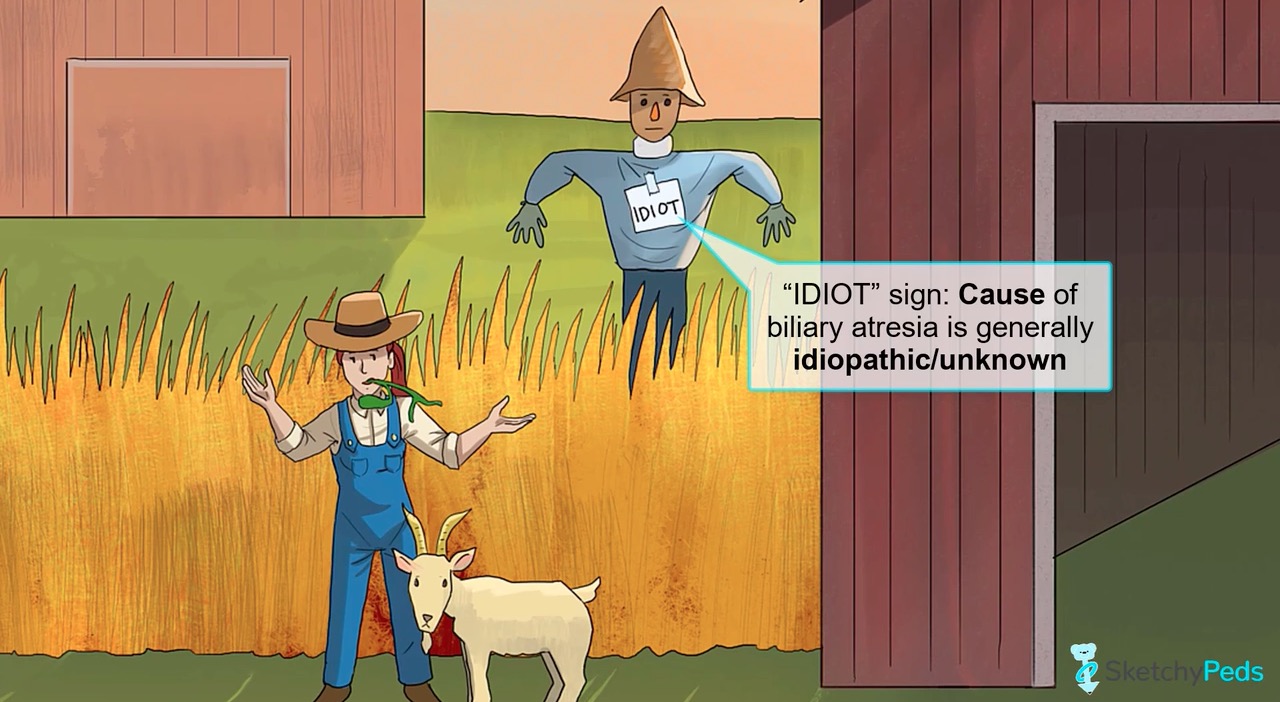 IDIOT
“IDIOT” sign: Cause of
biliary atresia is generally
idiopathic/unknown
SketchyPeds